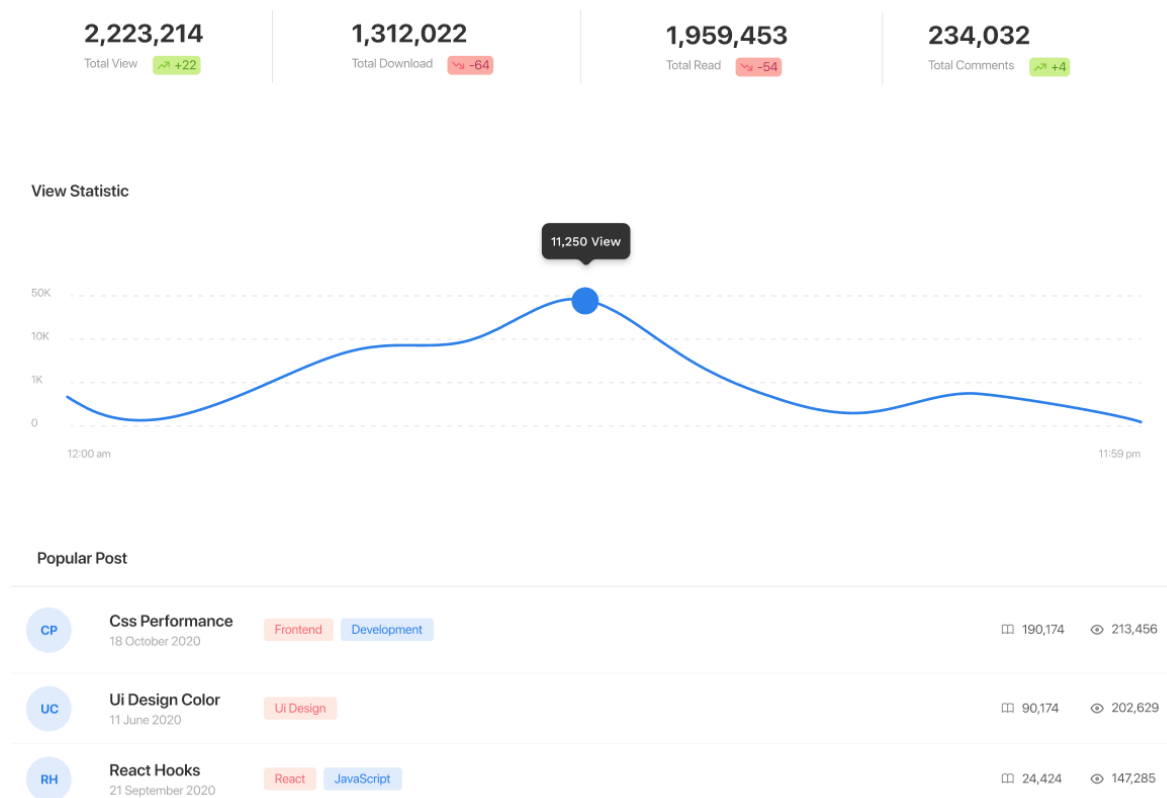 2,223,214
Total View +22
1,312,022
Total Download -64
1,959,453
Total Read -54
234,032
Total Comments +4
View Statistic
11,250 View
50K
10K
1K
0
12:00 am 11:59 pm
Popular Post
CP Css Performance Frontend Development 190,174 213,456
18 October 2020
UC Ui Design Color Ui Design 90,174 202,629
11 June 2020
RH React Hooks React JavaScript 24,424 147,285
21 September 2020